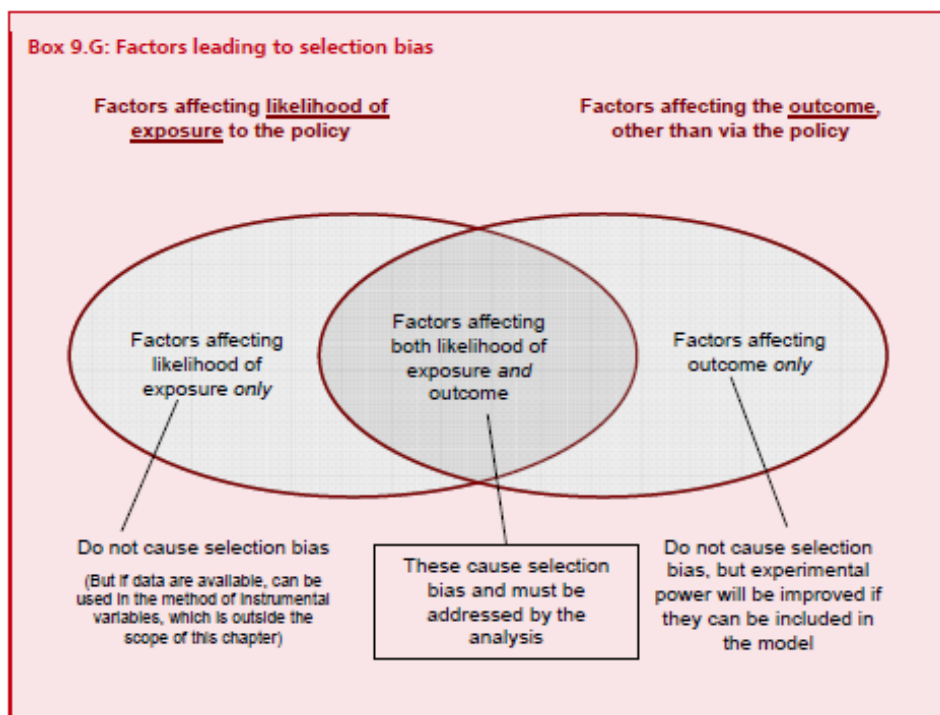 Box 9.G: Factors leading to selection bias
Factors affecting likelihood of
exposure to the policy
Factors affecting the outcome,
other than via the policy
Factors affecting
likelihood of
exposure only
Factors affecting
both likelihood of
exposure and
outcome
Factors affecting
outcome only
Do not cause selection bias
(But if data are available, can be
used in the method of instrumental
variables, which is outside the
scope of this chapter)
These cause selection
bias and must be
addressed by the
analysis
Do not cause selection
bias, but experimental
power will be improved if
they can be included in
the model